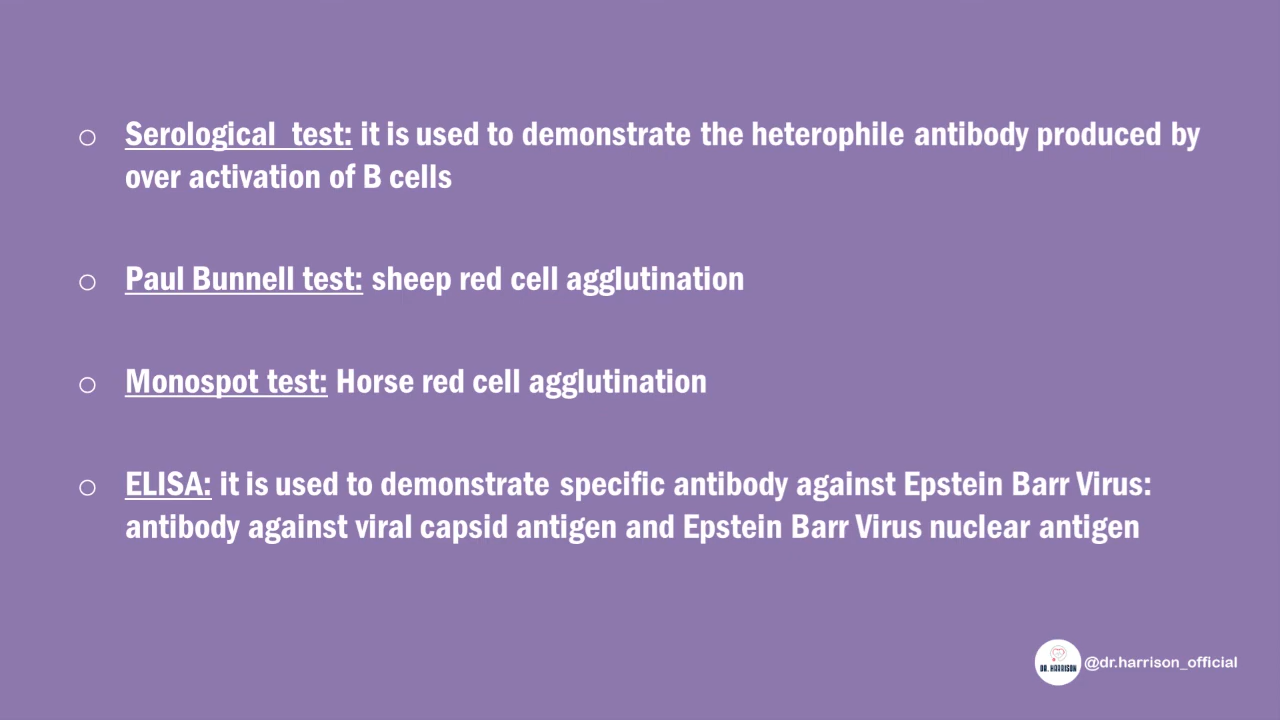 ○ Serological test: it is used to demonstrate the heterophile antibody produced by
over activation of B cells
○ Paul Bunnell test: sheep red cell agglutination
○ Monospot test: Horse red cell agglutination
○ ELISA: it is used to demonstrate specific antibody against Epstein Barr Virus:
antibody against viral capsid antigen and Epstein Barr Virus nuclear antigen
DR. HARRISON
@dr.harrison_official